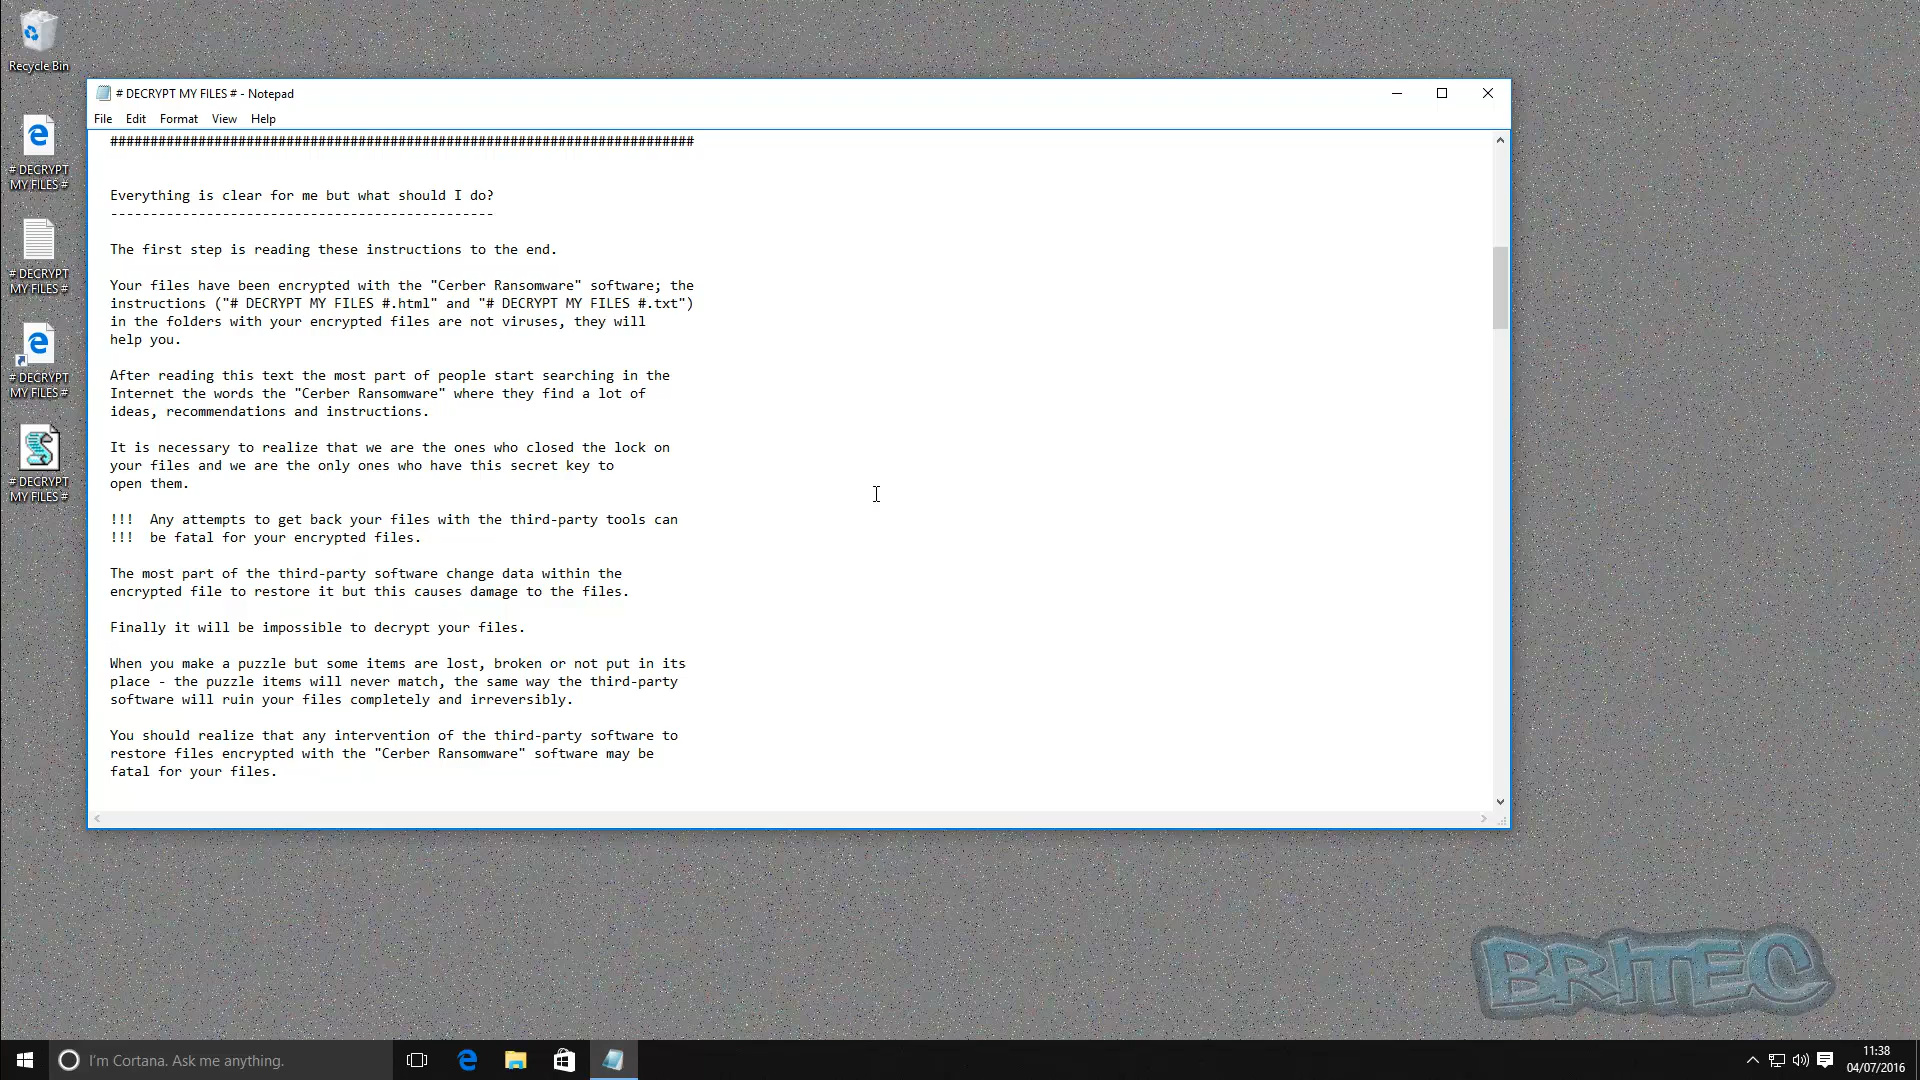 Recycle Bin
# DECRYPT
MY FILES #
# DECRYPT
MY FILES #
# DECRYPT
MY FILES #
# DECRYPT
MY FILES #
# DECRYPT MY FILES # - Notepad
File Edit Format View Help
#########################################################################
Everything is clear for me but what should I do?
------------------------------------------------
The first step is reading these instructions to the end.
Your files have been encrypted with the "Cerber Ransomware" software; the
instructions ("# DECRYPT MY FILES #.html" and "# DECRYPT MY FILES #.txt")
in the folders with your encrypted files are not viruses, they will
help you.
After reading this text the most part of people start searching in the
Internet the words the "Cerber Ransomware" where they find a lot of
ideas, recommendations and instructions.
It is necessary to realize that we are the ones who closed the lock on
your files and we are the only ones who have this secret key to
open them.
!!!  Any attempts to get back your files with the third-party tools can
!!!  be fatal for your encrypted files.
The most part of the third-party software change data within the
encrypted file to restore it but this causes damage to the files.
Finally it will be impossible to decrypt your files.
When you make a puzzle but some items are lost, broken or not put in its
place - the puzzle items will never match, the same way the third-party
software will ruin your files completely and irreversibly.
You should realize that any intervention of the third-party software to
restore files encrypted with the "Cerber Ransomware" software may be
fatal for your files.
BRITEC
I'm Cortana. Ask me anything.
11:38
04/07/2016